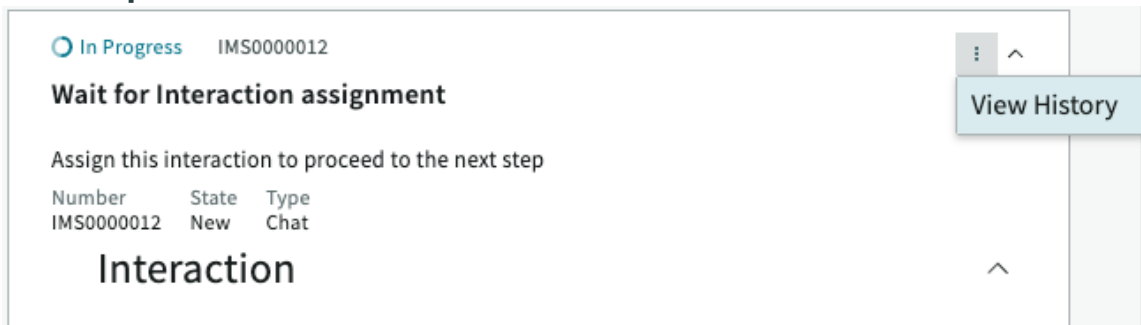 In Progress IMS0000012
Wait for Interaction assignment
View History
Assign this interaction to proceed to the next step
Number State Type
IMS0000012 New Chat
Interaction